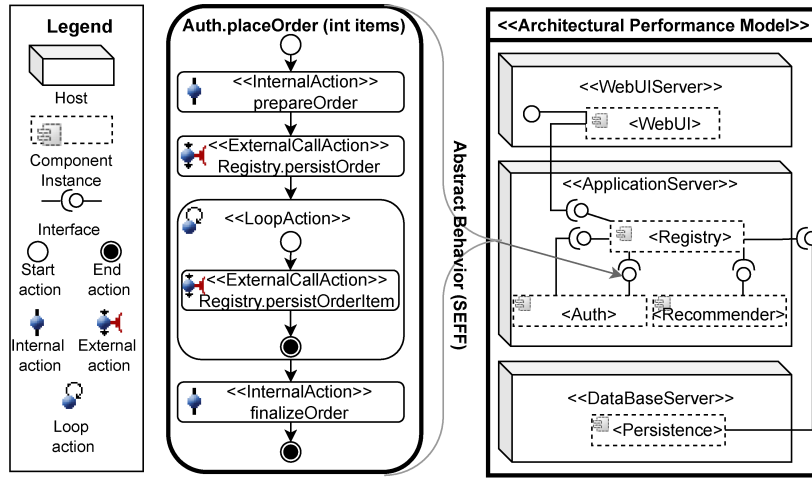 Legend
Host
Component
Instance
Interface
Start
action
End
action
Internal
action
External
action
Loop
action
Auth.placeOrder (int items)
<<InternalAction>>
prepareOrder
<<ExternalCallAction>>
Registry.persistOrder
<<LoopAction>>
<<ExternalCallAction>>
Registry.persistOrderItem
<<InternalAction>>
finalizeOrder
Abstract Behavior (SEFF)
<<Architectural Performance Model>>
<<WebUIServer>>
<WebUI>
<<ApplicationServer>>
<Registry>
<Auth>
<Recommender>
<<DataBaseServer>>
<Persistence>